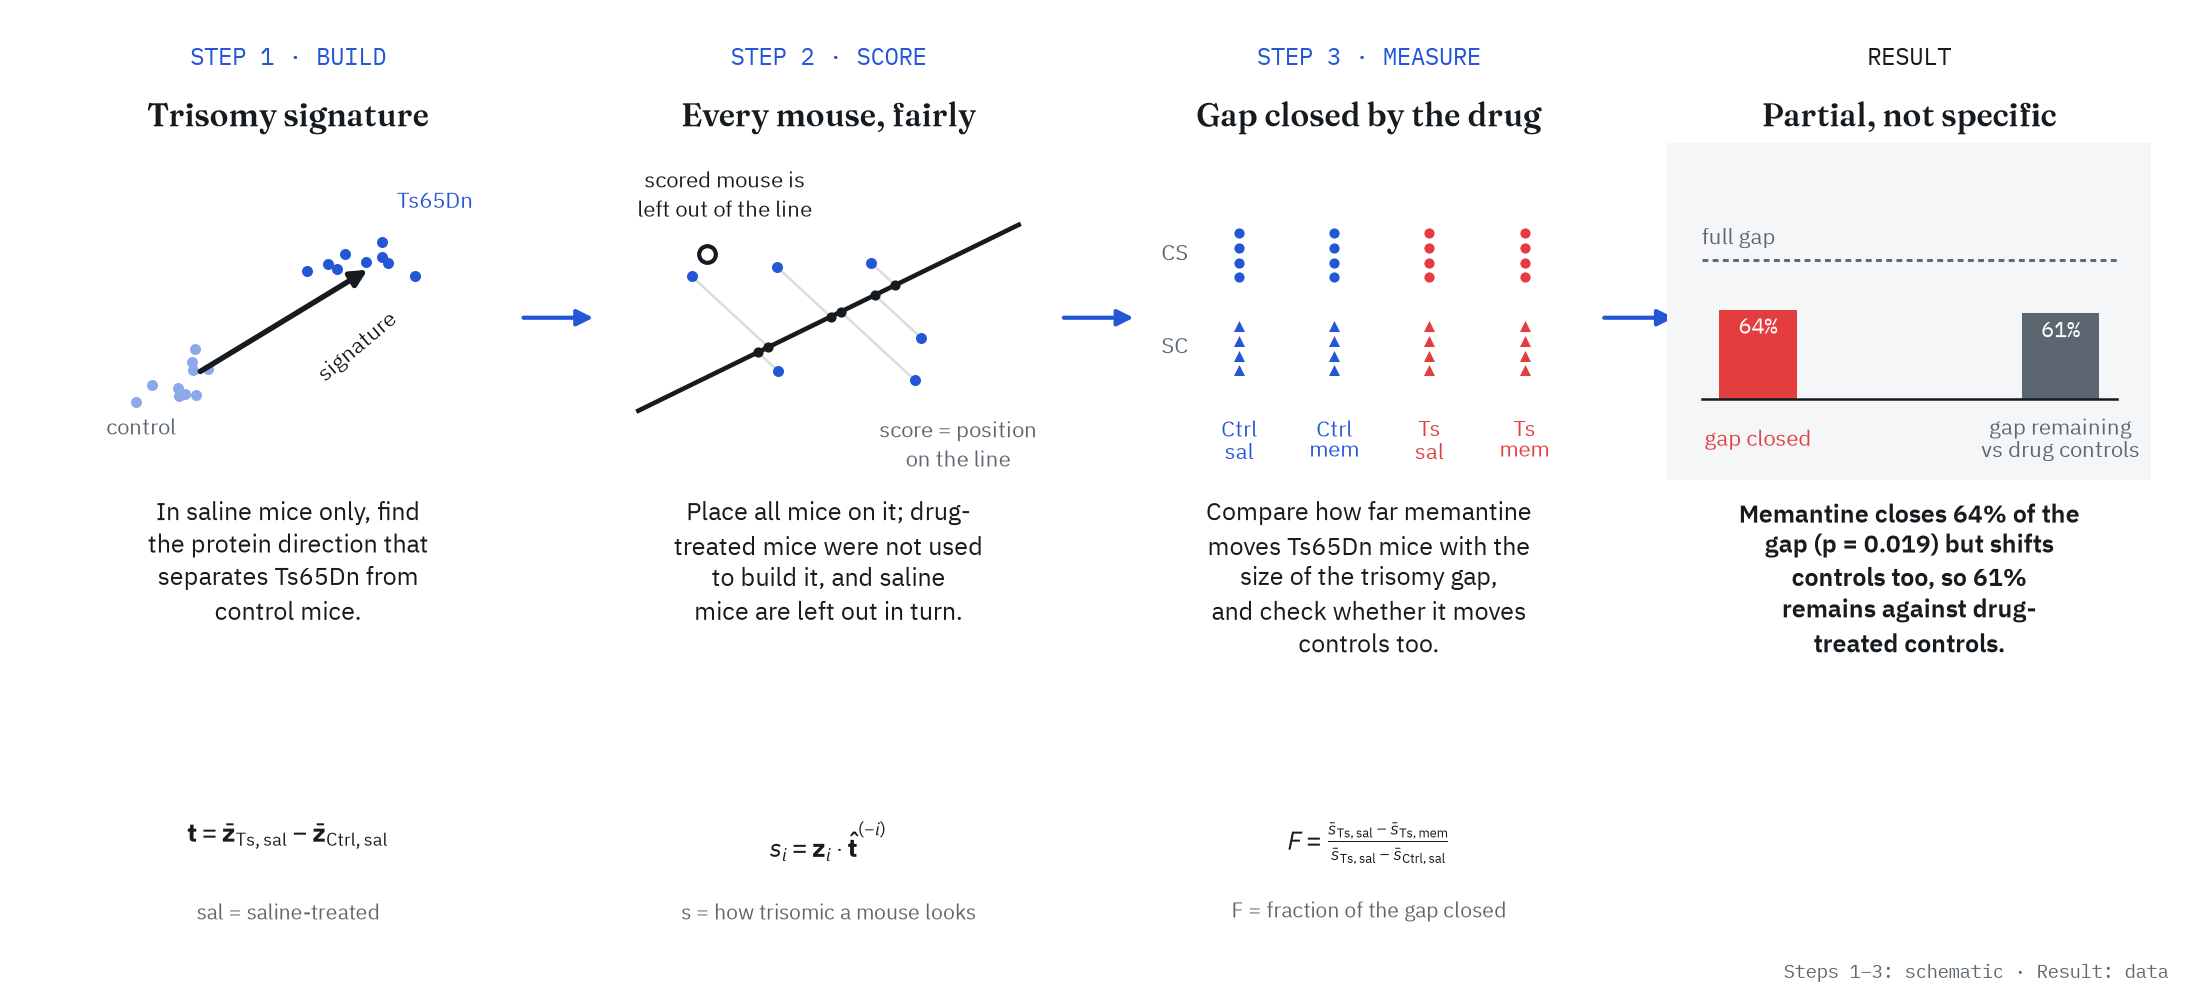 STEP 1 · BUILD
Trisomy signature
Ts65Dn
signature
control
In saline mice only, find
the protein direction that
separates Ts65Dn from
control mice.
t = z̄Ts, sal − z̄Ctrl, sal
sal = saline-treated
STEP 2 · SCORE
Every mouse, fairly
scored mouse is
left out of the line
score = position
on the line
Place all mice on it; drug-
treated mice were not used
to build it, and saline
mice are left out in turn.
sᵢ = zᵢ · t̂⁽⁻ⁱ⁾
s = how trisomic a mouse looks
STEP 3 · MEASURE
Gap closed by the drug
CS
SC
Ctrl sal
Ctrl mem
Ts sal
Ts mem
Compare how far memantine
moves Ts65Dn mice with the
size of the trisomy gap,
and check whether it moves
controls too.
F = (s̄Ts, sal − s̄Ts, mem) / (s̄Ts, sal − s̄Ctrl, sal)
F = fraction of the gap closed
RESULT
Partial, not specific
full gap
64%
61%
gap closed
gap remaining
vs drug controls
Memantine closes 64% of the
gap (p = 0.019) but shifts
controls too, so 61%
remains against drug-
treated controls.
Steps 1–3: schematic · Result: data